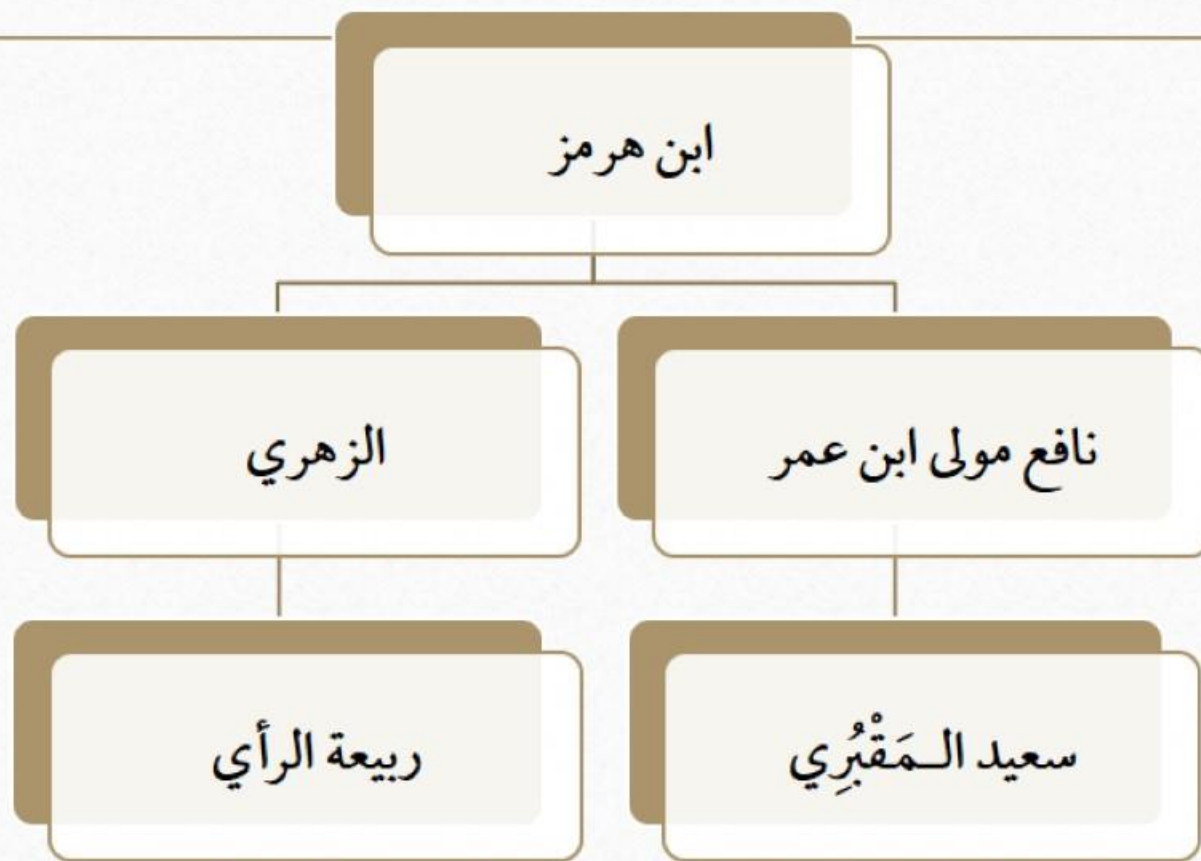 ابن هرمز
نافع مولى ابن عمر
الزهري
سعيد الـمَقْبُرِي
ربيعة الرأي